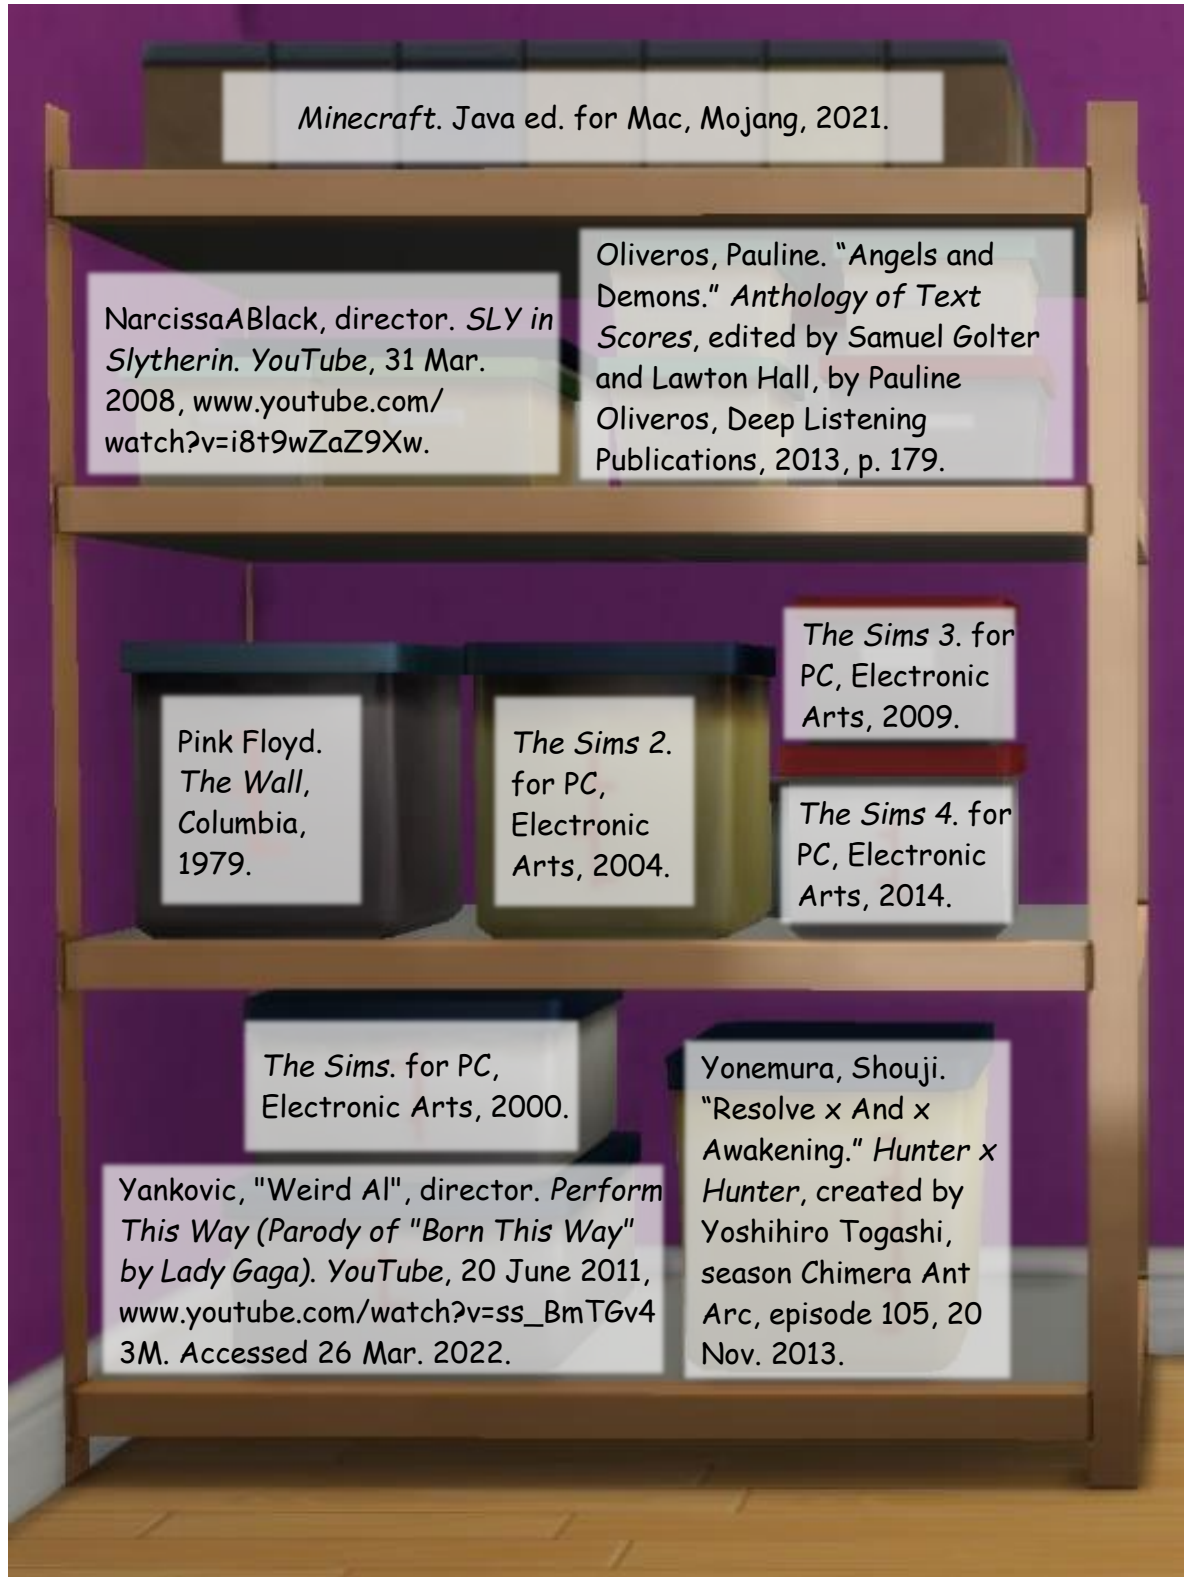 Minecraft. Java ed. for Mac, Mojang, 2021.
NarcissaABlack, director. SLY in
Slytherin. YouTube, 31 Mar.
2008, www.youtube.com/
watch?v=i8t9wZaZ9Xw.
Oliveros, Pauline. “Angels and
Demons.” Anthology of Text
Scores, edited by Samuel Golter
and Lawton Hall, by Pauline
Oliveros, Deep Listening
Publications, 2013, p. 179.
Pink Floyd.
The Wall,
Columbia,
1979.
The Sims 2.
for PC,
Electronic
Arts, 2004.
The Sims 3. for
PC, Electronic
Arts, 2009.
The Sims 4. for
PC, Electronic
Arts, 2014.
The Sims. for PC,
Electronic Arts, 2000.
Yankovic, "Weird Al", director. Perform
This Way (Parody of "Born This Way"
by Lady Gaga). YouTube, 20 June 2011,
www.youtube.com/watch?v=ss_BmTGv4
3M. Accessed 26 Mar. 2022.
Yonemura, Shouji.
“Resolve x And x
Awakening.” Hunter x
Hunter, created by
Yoshihiro Togashi,
season Chimera Ant
Arc, episode 105, 20
Nov. 2013.